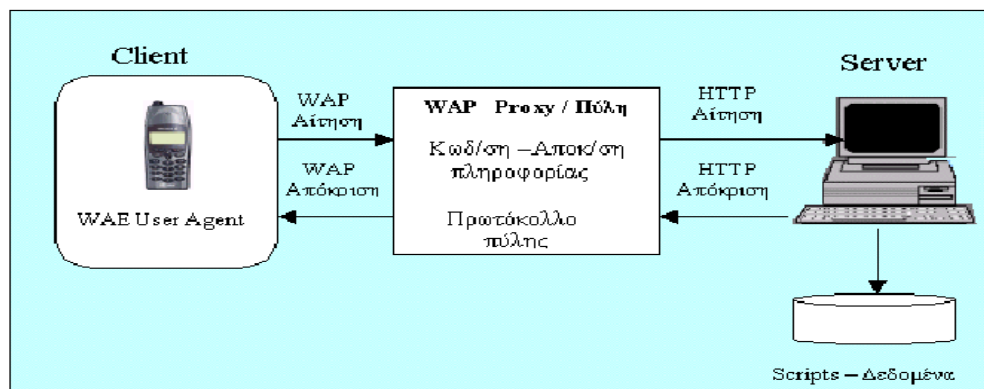 Client
WAE User Agent
WAP
Αίτηση
WAP
Απόκριση
WAP Proxy / Πύλη
Κωδ/ση –Αποκ/ση
πληροφορίας
Πρωτόκολλο
πύλης
HTTP
Αίτηση
HTTP
Απόκριση
Server
Scripts – Δεδομένα